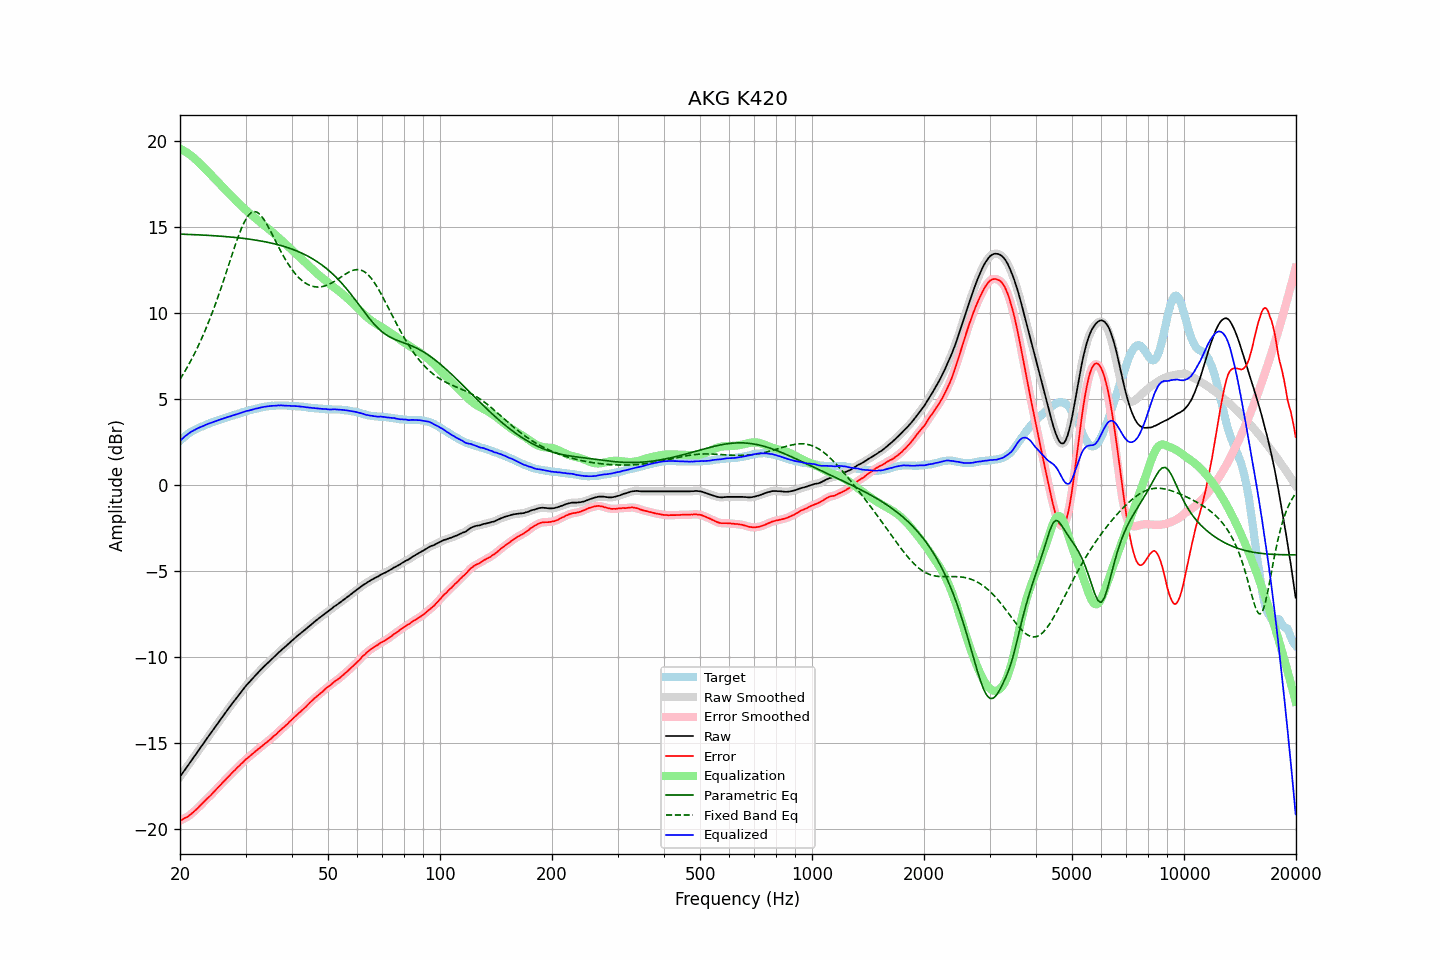 AKG K420
Amplitude (dBr)
20
15
10
5
0
−5
−10
−15
−20
Target
Raw Smoothed
Error Smoothed
Raw
Error
Equalization
Parametric Eq
Fixed Band Eq
Equalized
20 50 100 200 500 1000 2000 5000 10000 20000
Frequency (Hz)